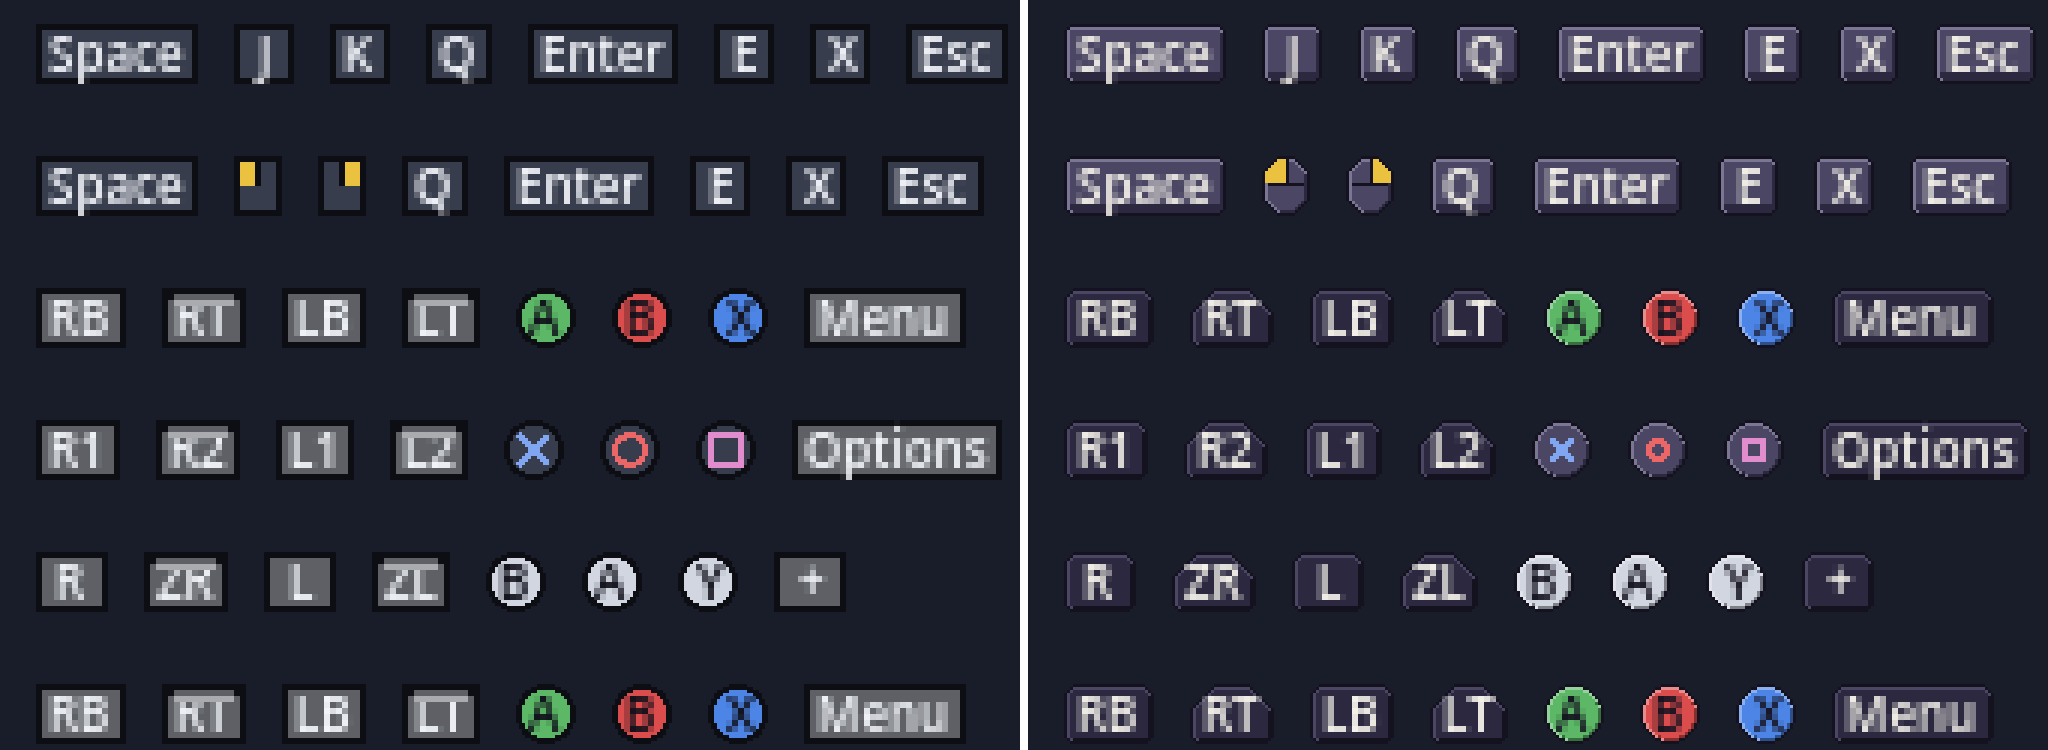 Space J K Q Enter E X Esc Space J K Q Enter E X Esc
Space Q Enter E X Esc Space Q Enter E X Esc
RB RT LB LT A B X Menu RB RT LB LT A B X Menu
R1 R2 L1 L2 Options R1 R2 L1 L2 Options
R ZR L ZL B A Y + R ZR L ZL B A Y +
RB RT LB LT A B X Menu RB RT LB LT A B X Menu